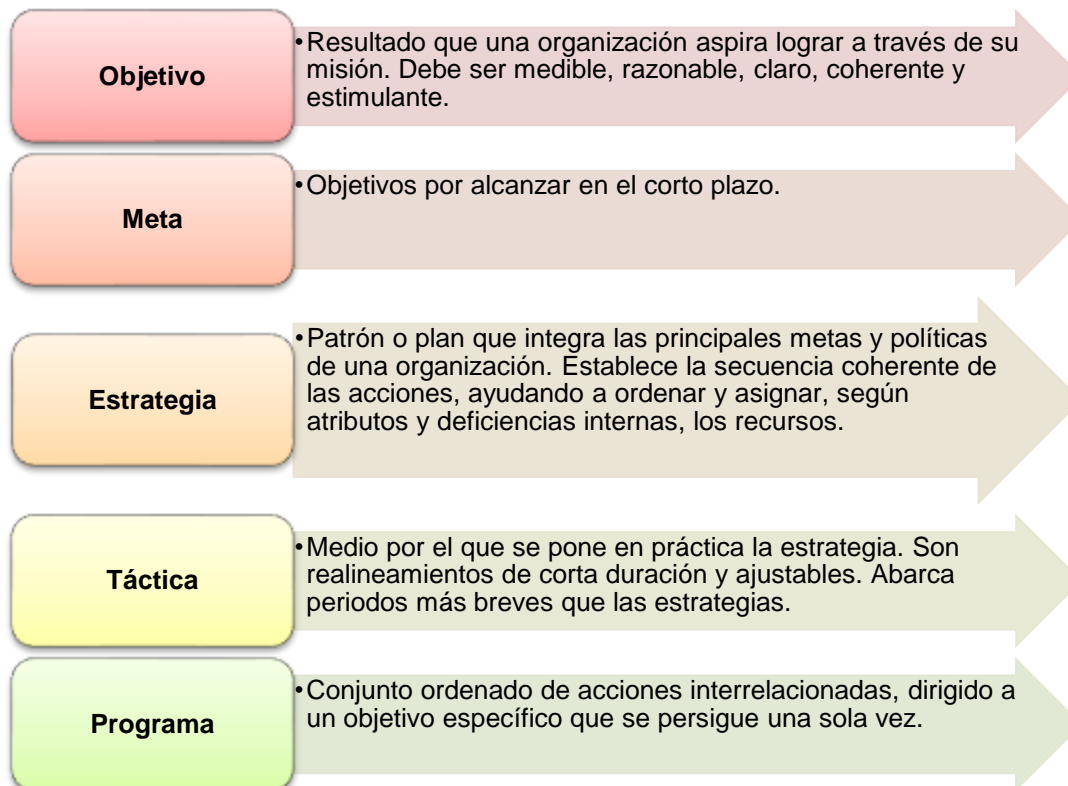 Objetivo
•Resultado que una organización aspira lograr a través de su
misión. Debe ser medible, razonable, claro, coherente y
estimulante.
Meta
•Objetivos por alcanzar en el corto plazo.
Estrategia
•Patrón o plan que integra las principales metas y políticas
de una organización. Establece la secuencia coherente de
las acciones, ayudando a ordenar y asignar, según
atributos y deficiencias internas, los recursos.
Táctica
•Medio por el que se pone en práctica la estrategia. Son
realineamientos de corta duración y ajustables. Abarca
periodos más breves que las estrategias.
Programa
•Conjunto ordenado de acciones interrelacionadas, dirigido a
un objetivo específico que se persigue una sola vez.